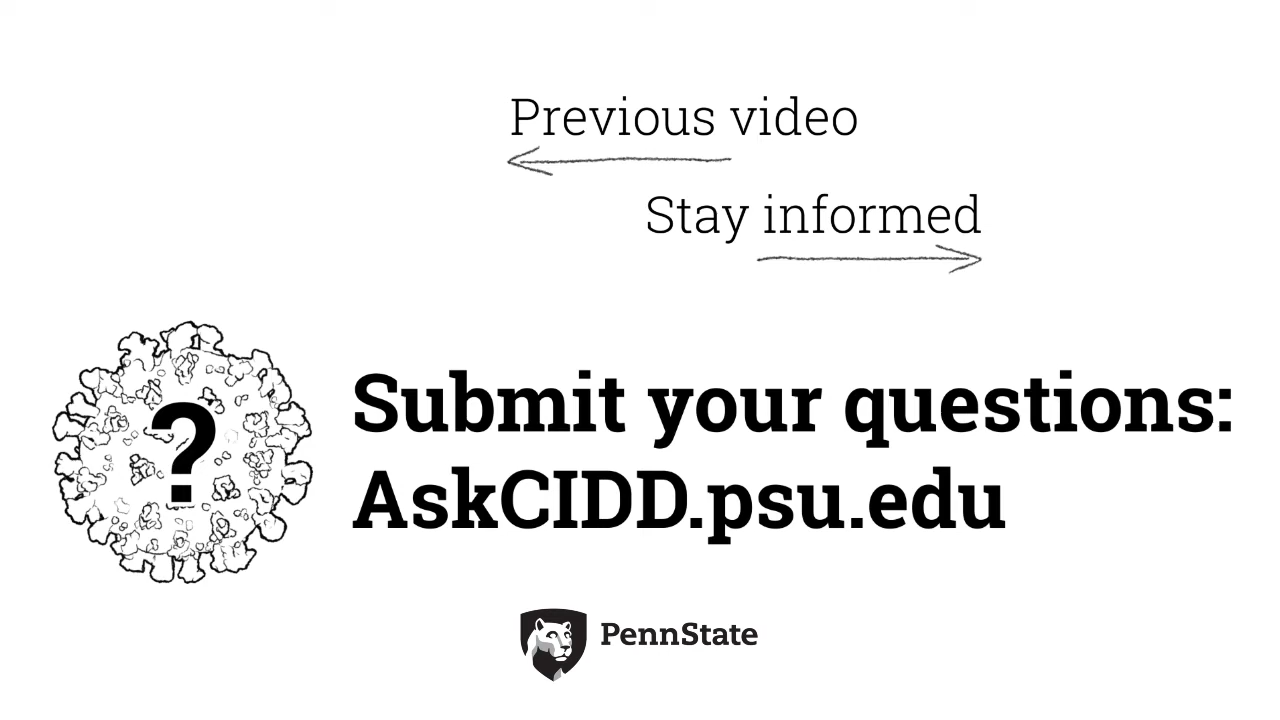 Previous video
Stay informed
?
Submit your questions:
AskCIDD.psu.edu
PennState